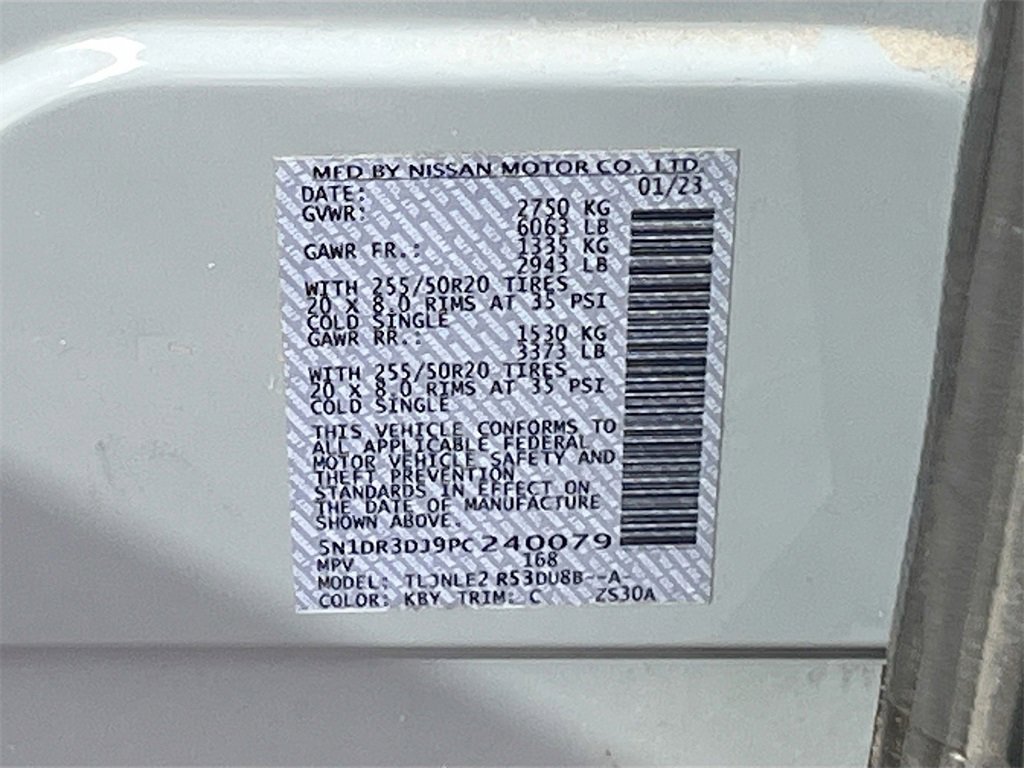 MFD BY NISSAN MOTOR CO., LTD.
DATE: 01/23
GVWR: 2750 KG
6063 LB
GAWR FR.: 1335 KG
2943 LB
WITH 255/50R20 TIRES
20 X 8.0 RIMS AT 35 PSI
COLD SINGLE
GAWR RR.: 1530 KG
3373 LB
WITH 255/50R20 TIRES
20 X 8.0 RIMS AT 35 PSI
COLD SINGLE
THIS VEHICLE CONFORMS TO
ALL APPLICABLE FEDERAL
MOTOR VEHICLE SAFETY AND
THEFT PREVENTION
STANDARDS IN EFFECT ON
THE DATE OF MANUFACTURE
SHOWN ABOVE.
5N1DR3DJ9PC240079
MPV 168
MODEL: TLJNLE2 R53DU8B--A-
COLOR: KBY TRIM: C ZS30A